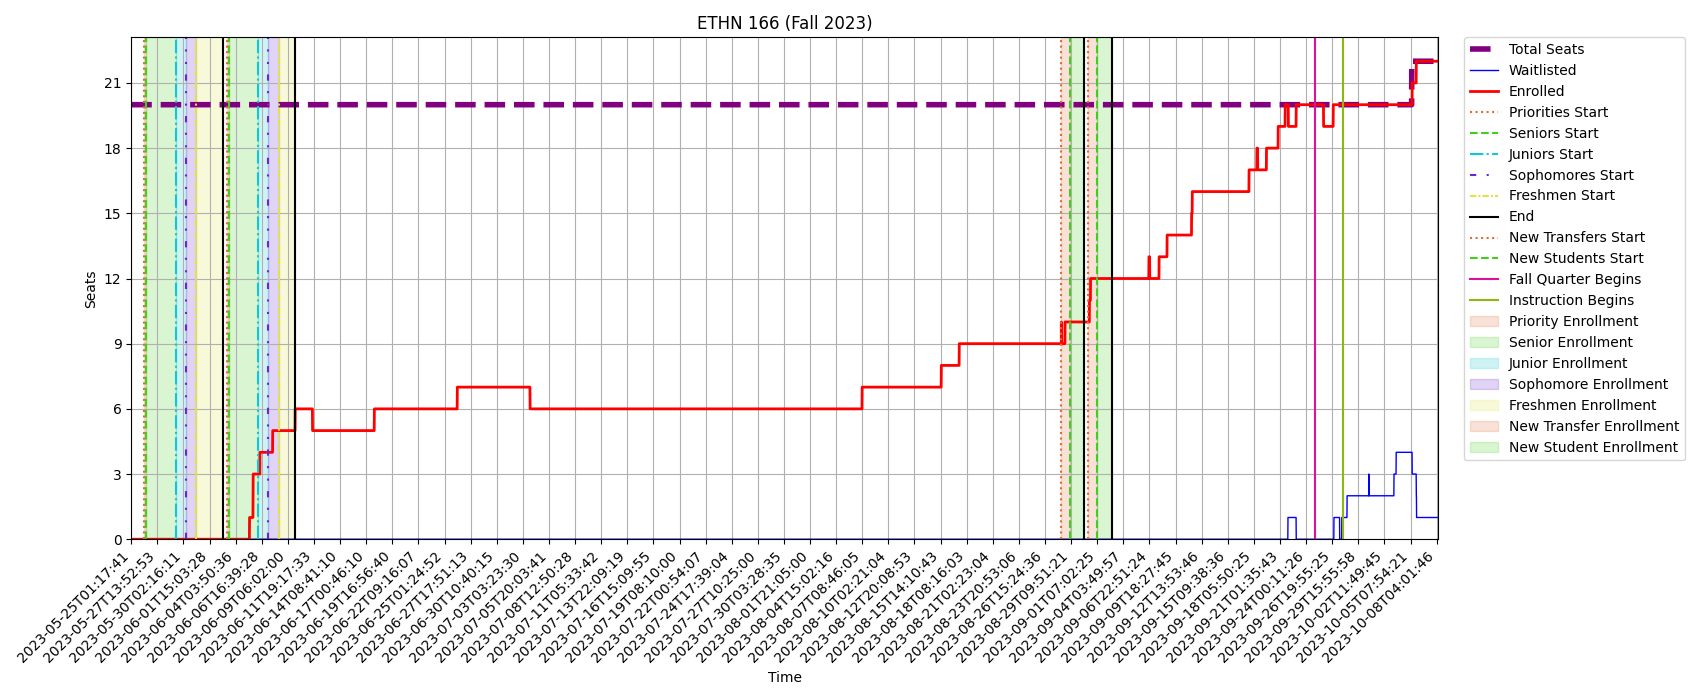 ETHN 166 (Fall 2023)
Seats
21
18
15
12
9
6
3
0
2023-05-25T01:17:41
2023-05-27T13:52:53
2023-05-30T02:16:11
2023-06-01T15:03:28
2023-06-04T03:50:36
2023-06-06T16:39:28
2023-06-09T06:02:00
2023-06-11T19:17:33
2023-06-14T08:41:10
2023-06-17T00:46:10
2023-06-19T16:56:40
2023-06-22T09:16:07
2023-06-25T01:24:52
2023-06-27T17:51:13
2023-06-30T10:40:15
2023-07-03T03:23:30
2023-07-05T20:03:41
2023-07-08T12:50:28
2023-07-11T05:33:42
2023-07-13T22:09:19
2023-07-16T15:09:55
2023-07-19T08:10:00
2023-07-22T00:54:07
2023-07-24T17:39:04
2023-07-27T10:25:00
2023-07-30T03:28:35
2023-08-01T21:05:00
2023-08-04T15:02:16
2023-08-07T08:46:05
2023-08-10T02:21:04
2023-08-12T20:08:53
2023-08-15T14:10:43
2023-08-18T08:16:03
2023-08-21T02:23:04
2023-08-23T20:53:06
2023-08-26T15:24:36
2023-08-29T09:51:21
2023-09-01T07:02:25
2023-09-04T03:49:57
2023-09-06T22:51:24
2023-09-09T18:27:45
2023-09-12T13:53:46
2023-09-15T09:38:36
2023-09-18T05:50:25
2023-09-21T01:35:43
2023-09-24T00:11:26
2023-09-26T19:55:23
2023-09-29T15:55:58
2023-10-02T11:49:45
2023-10-05T07:54:21
2023-10-08T04:01:46
Time
Total Seats
Waitlisted
Enrolled
Priorities Start
Seniors Start
Juniors Start
Sophomores Start
Freshmen Start
End
New Transfers Start
New Students Start
Fall Quarter Begins
Instruction Begins
Priority Enrollment
Senior Enrollment
Junior Enrollment
Sophomore Enrollment
Freshmen Enrollment
New Transfer Enrollment
New Student Enrollment